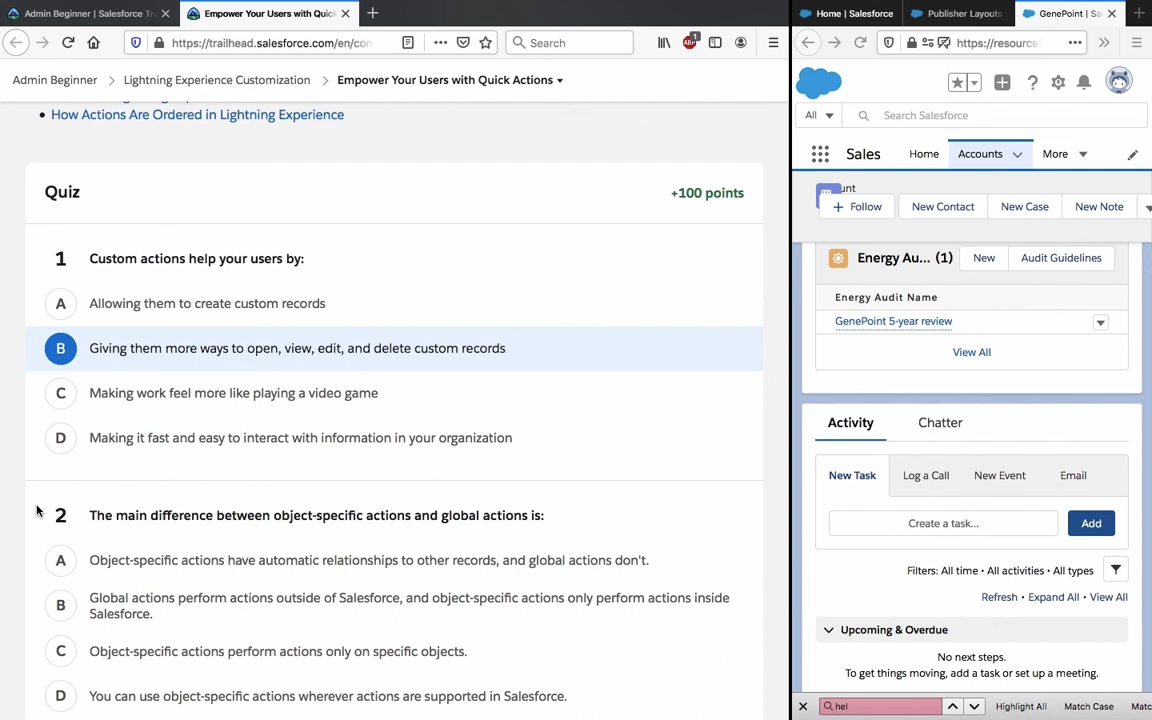 Admin Beginner | Salesforce
Empower Your Users with Quic
https://trailhead.salesforce.com/en/con
Search
Admin Beginner
Lightning Experience Customization
Empower Your Users with Quick Actions
How Actions Are Ordered in Lightning Experience
Quiz
+100 points
1 Custom actions help your users by:
A Allowing them to create custom records
B Giving them more ways to open, view, edit, and delete custom records
C Making work feel more like playing a video game
D Making it fast and easy to interact with information in your organization
2 The main difference between object-specific actions and global actions is:
A Object-specific actions have automatic relationships to other records, and global actions don't.
B Global actions perform actions outside of Salesforce, and object-specific actions only perform actions inside
Salesforce.
C Object-specific actions perform actions only on specific objects.
D You can use object-specific actions wherever actions are supported in Salesforce.
Home | Salesforce
Publisher Layouts
GenePoint | Sa
https://resource
1
All
Search Salesforce
Sales
Home
Accounts
More
unt
Follow
New Contact
New Case
New Note
Energy Au... (1)
New
Audit Guidelines
Energy Audit Name
GenePoint 5-year review
View All
Activity
Chatter
New Task
Log a Call
New Event
Email
Create a task...
Add
Filters: All time • All activities • All types
Refresh • Expand All • View All
Upcoming & Overdue
No next steps.
To get things moving, add a task or set up a meeting.
hel
Highlight All
Match Case
Matc